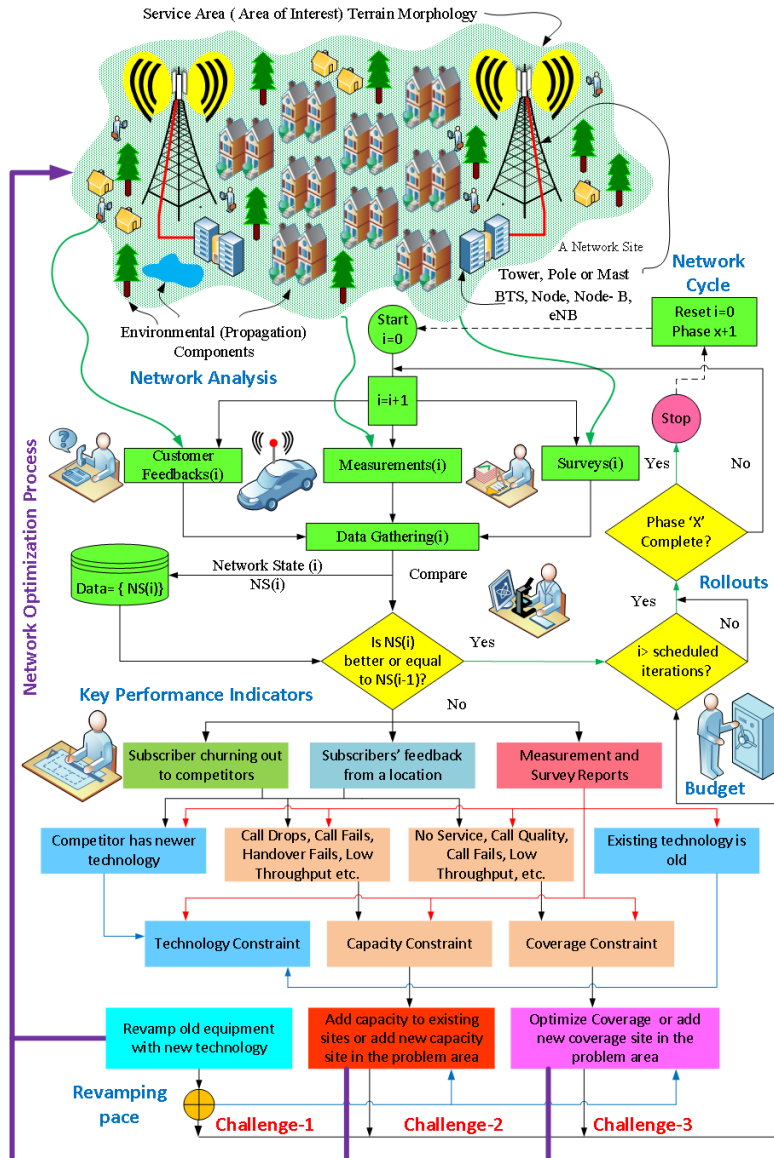 Service Area ( Area of Interest) Terrain Morphology
A Network Site
Tower, Pole or Mast
BTS, Node, Node- B,
eNB
Network
Cycle
Environmental (Propagation)
Components
Start
i=0
Reset i=0
Phase x+1
Network Analysis
i=i+1
Stop
Network Optimization Process
Customer
Feedbacks(i)
Measurements(i)
Surveys(i)
Yes
No
Data Gathering(i)
Phase ‘X’
Complete?
Network State (i)
NS(i)
Compare
Data= { NS(i)}
Rollouts
Yes
No
Is NS(i)
better or equal
to NS(i-1)?
Yes
i> scheduled
iterations?
Key Performance Indicators
No
Subscriber churning out
to competitors
Subscribers’ feedback
from a location
Measurement and
Survey Reports
Budget
Competitor has newer
technology
Call Drops, Call Fails,
Handover Fails, Low
Throughput etc.
No Service, Call Quality,
Call Fails, Low
Throughput, etc.
Existing technology is
old
Technology Constraint
Capacity Constraint
Coverage Constraint
Revamp old equipment
with new technology
Add capacity to existing
sites or add new capacity
site in the problem area
Optimize Coverage or add
new coverage site in the
problem area
Revamping
pace
Challenge-1
Challenge-2
Challenge-3